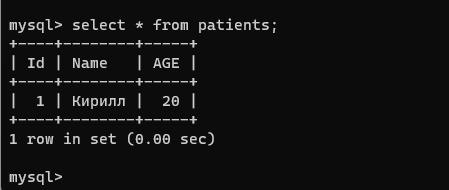 mysql> select * from patients;
+----+--------+-----+
| Id | Name   | AGE |
+----+--------+-----+
|  1 | Кирилл |  20 |
+----+--------+-----+
1 row in set (0.00 sec)
mysql>